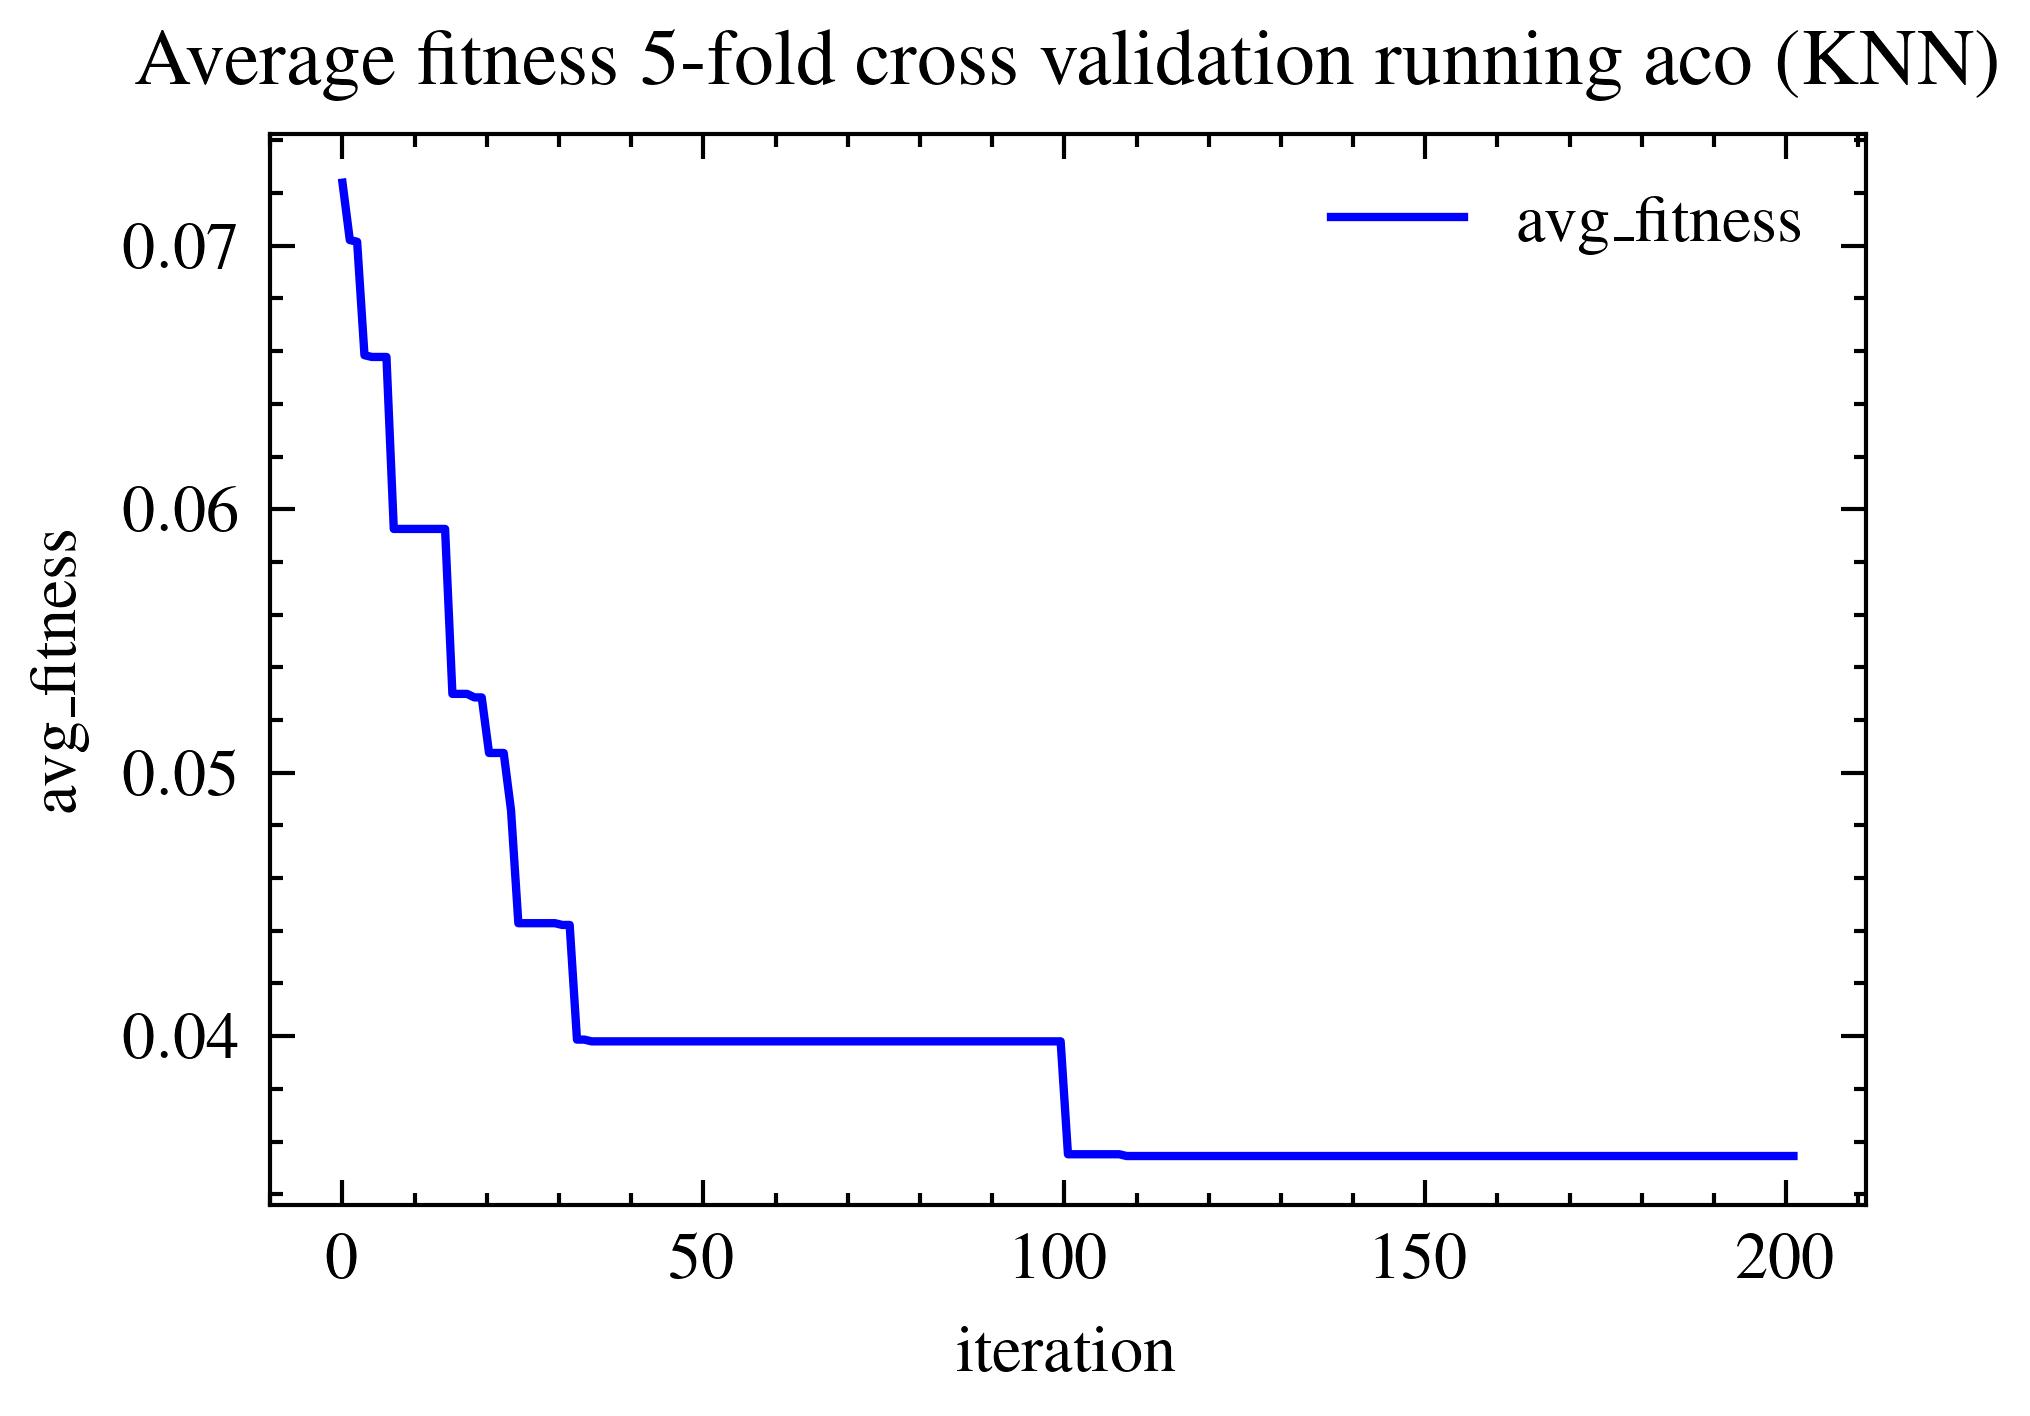 Average fitness 5-fold cross validation running aco (KNN)
avg_fitness
0.07
0.06
0.05
0.04
avg_fitness
0 50 100 150 200
iteration